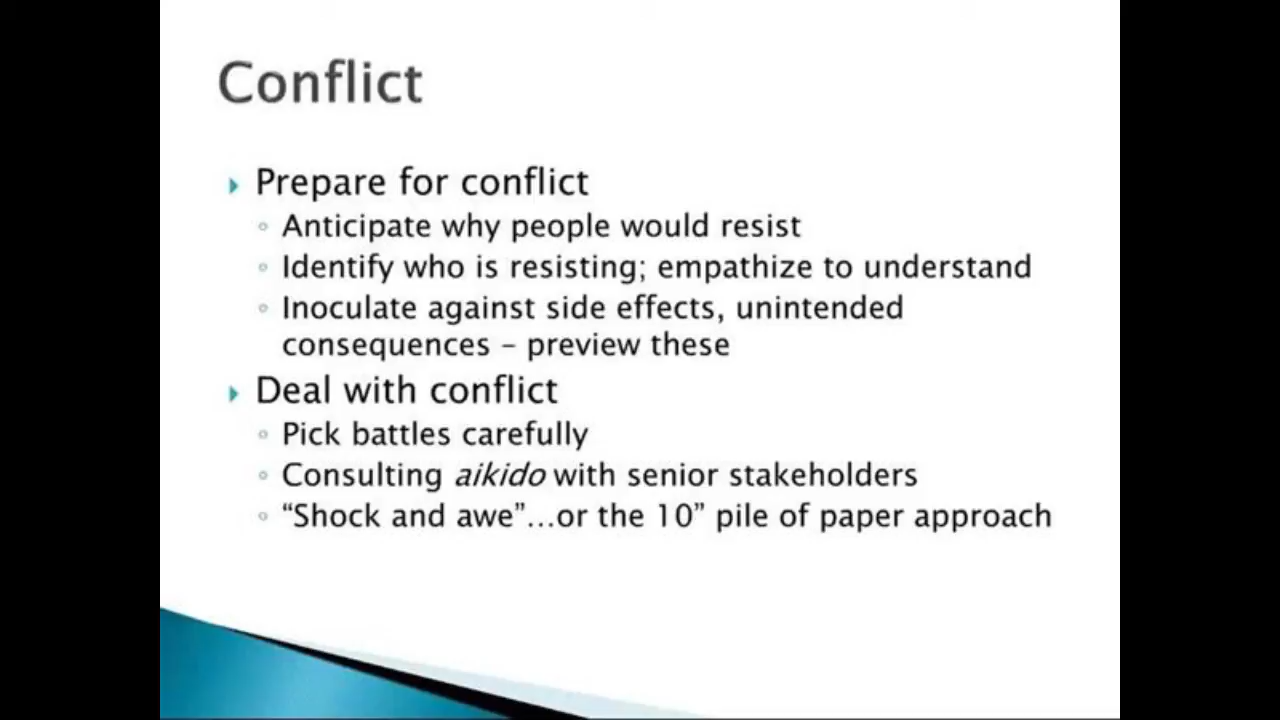 Conflict
Prepare for conflict
Anticipate why people would resist
Identify who is resisting; empathize to understand
Inoculate against side effects, unintended
consequences – preview these
Deal with conflict
Pick battles carefully
Consulting aikido with senior stakeholders
“Shock and awe”…or the 10” pile of paper approach